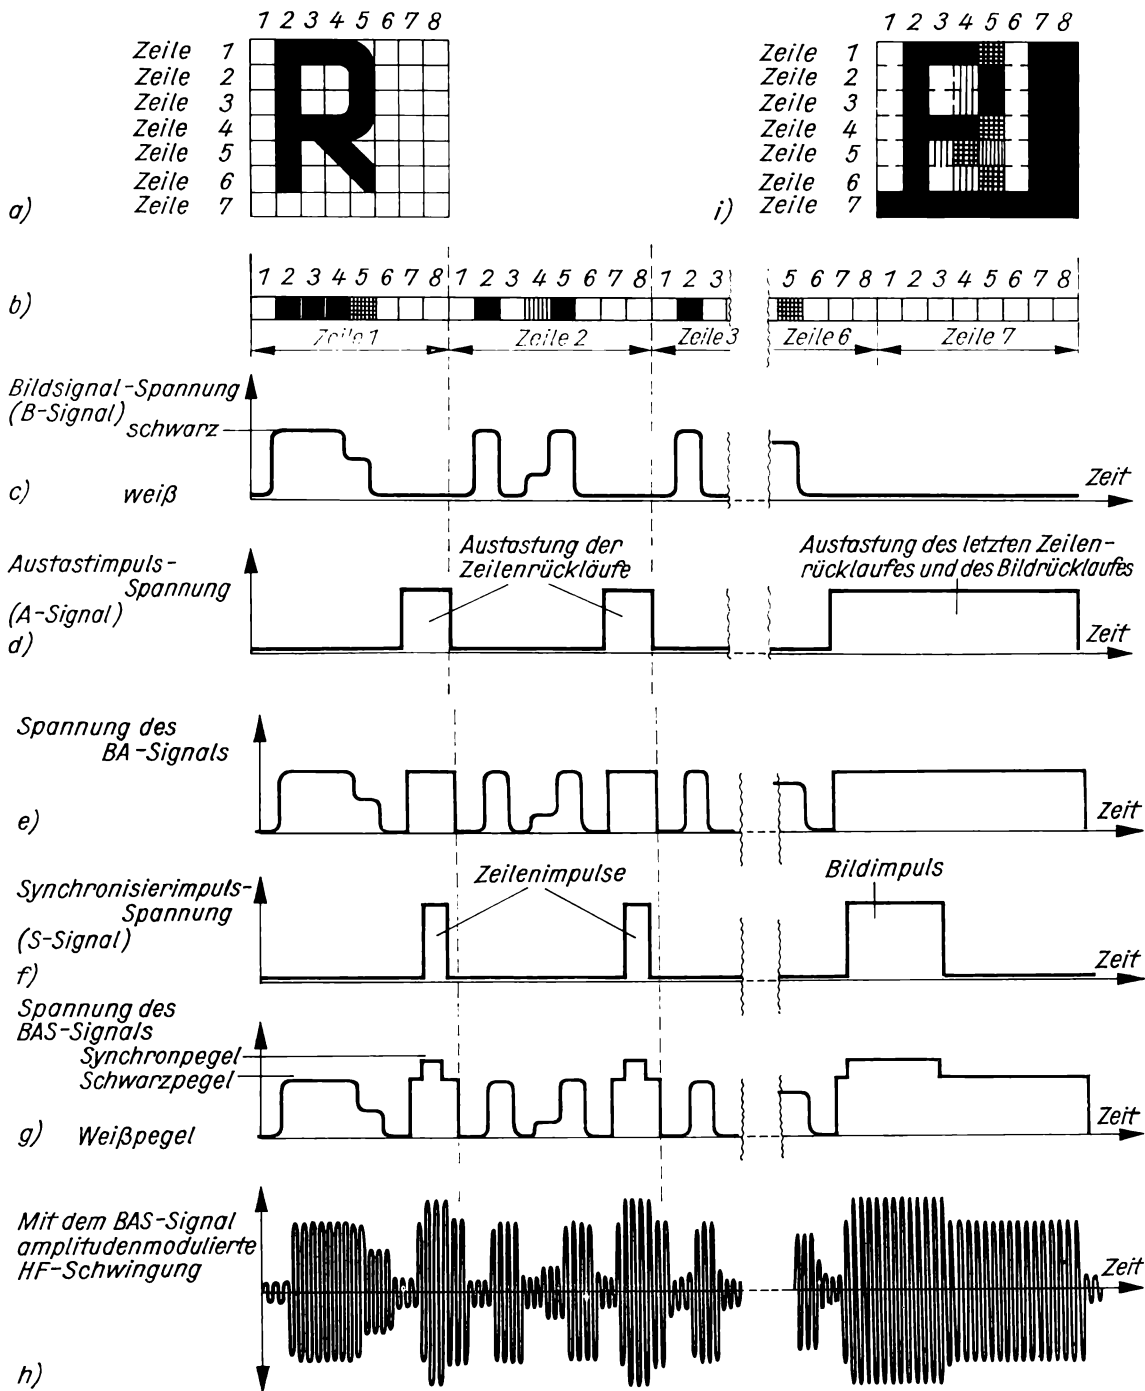 1 2 3 4 5 6 7 8
Zeile 1
Zeile 2
Zeile 3
Zeile 4
Zeile 5
Zeile 6
Zeile 7
a)
1 2 3 4 5 6 7 8
Zeile 1
Zeile 2
Zeile 3
Zeile 4
Zeile 5
Zeile 6
Zeile 7
i)
1 2 3 4 5 6 7 8 1 2 3 4 5 6 7 8 1 2 3 5 6 7 8 1 2 3 4 5 6 7 8
b)
Zeile 1 Zeile 2 Zeile 3 Zeile 6 Zeile 7
Bildsignal-Spannung
(B-Signal)
schwarz
c) weiß
Zeit
Austastimpuls-
Spannung
(A-Signal)
d)
Austastung der
Zeilenrückläufe
Austastung des letzten Zeilen-
rücklaufes und des Bildrücklaufes
Zeit
Spannung des
BA-Signals
e)
Zeit
Synchronisierimpuls-
Spannung
(S-Signal)
f)
Zeilenimpulse
Bildimpuls
Zeit
Spannung des
BAS-Signals
Synchronpegel
Schwarzpegel
g) Weißpegel
Zeit
Mit dem BAS-Signal
amplitudenmodulierte
HF-Schwingung
h)
Zeit